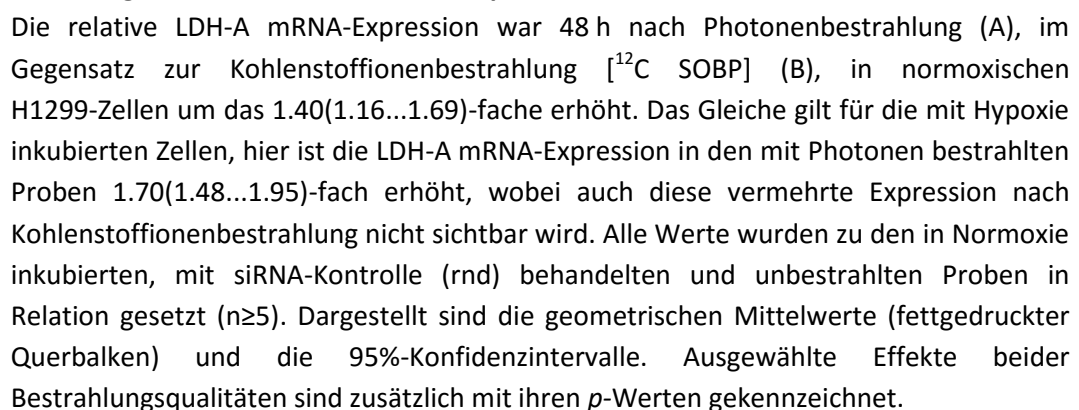 Die relative LDH-A mRNA-Expression war 48 h nach Photonenbestrahlung (A), im
Gegensatz zur Kohlenstoffionenbestrahlung [¹²C SOBP] (B), in normoxischen
H1299-Zellen um das 1.40(1.16...1.69)-fache erhöht. Das Gleiche gilt für die mit Hypoxie
inkubierten Zellen, hier ist die LDH-A mRNA-Expression in den mit Photonen bestrahlten
Proben 1.70(1.48...1.95)-fach erhöht, wobei auch diese vermehrte Expression nach
Kohlenstoffionenbestrahlung nicht sichtbar wird. Alle Werte wurden zu den in Normoxie
inkubierten, mit siRNA-Kontrolle (rnd) behandelten und unbestrahlten Proben in
Relation gesetzt (n≥5). Dargestellt sind die geometrischen Mittelwerte (fettgedruckter
Querbalken) und die 95%-Konfidenzintervalle. Ausgewählte Effekte beider
Bestrahlungsqualitäten sind zusätzlich mit ihren p-Werten gekennzeichnet.